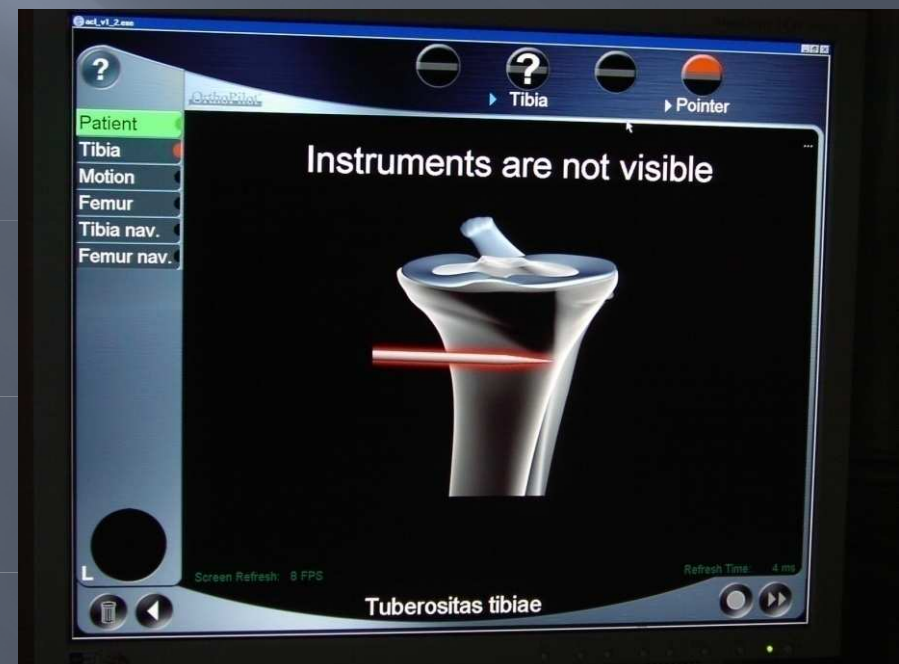 acl_v1_2.exe
?
?
Tibia
Pointer
OrthoPilot
Patient
Tibia
Motion
Femur
Tibia nav.
Femur nav.
Instruments are not visible
L
Screen Refresh: 8 FPS
Refresh Time: 4 ms
Tuberositas tibiae